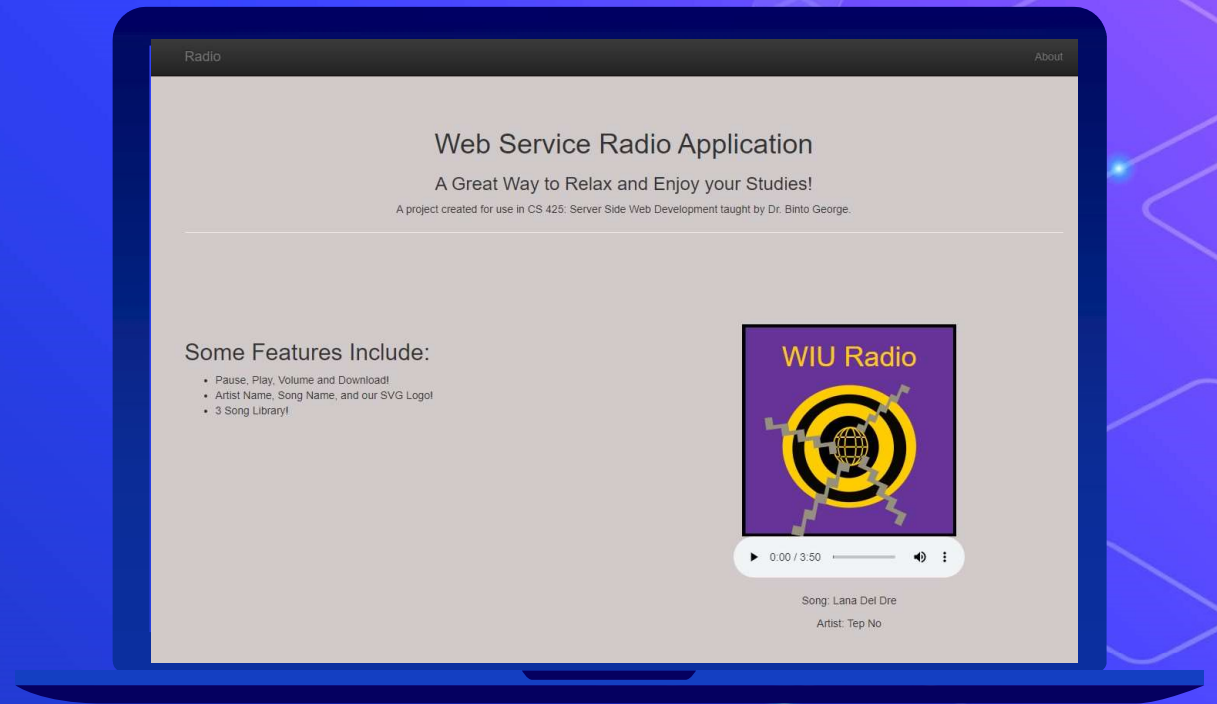 Radio
About
Web Service Radio Application
A Great Way to Relax and Enjoy your Studies!
A project created for use in CS 425: Server Side Web Development taught by Dr. Binto George.
Some Features Include:
• Pause, Play, Volume and Download!
• Artist Name, Song Name, and our SVG Logo!
• 3 Song Library!
WIU Radio
0:00 / 3:50
Song: Lana Del Dre
Artist: Tep No